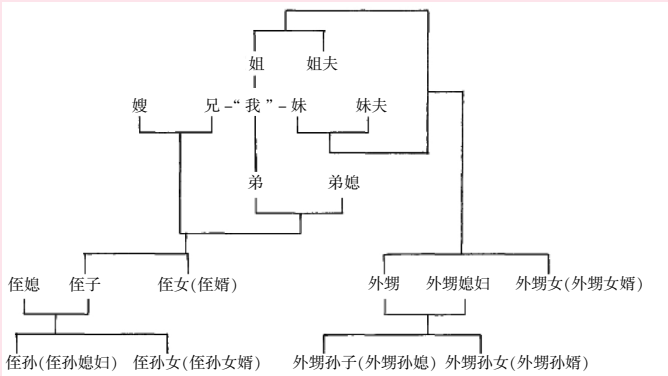 姐 姐夫
嫂 兄-“我”-妹 妹夫
弟 弟媳
侄媳 侄子 侄女(侄婿) 外甥 外甥媳妇 外甥女(外甥女婿)
侄孙(侄孙媳妇) 侄孙女(侄孙女婿) 外甥孙子(外甥孙媳) 外甥孙女(外甥孙婿)